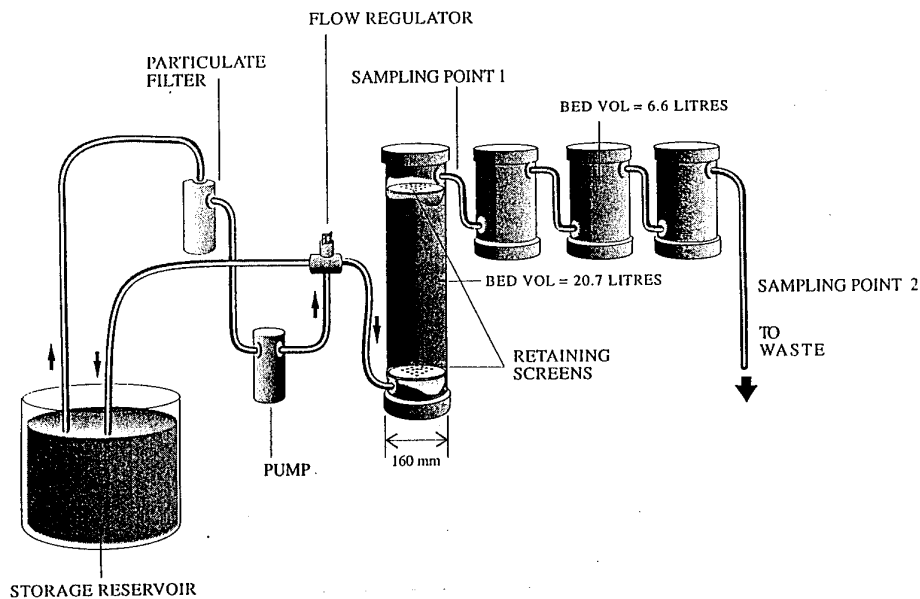 FLOW REGULATOR
PARTICULATE
FILTER
SAMPLING POINT 1
BED VOL = 6.6 LITRES
BED VOL = 20.7 LITRES
SAMPLING POINT 2
TO
WASTE
RETAINING
SCREENS
160 mm
PUMP
STORAGE RESERVOIR